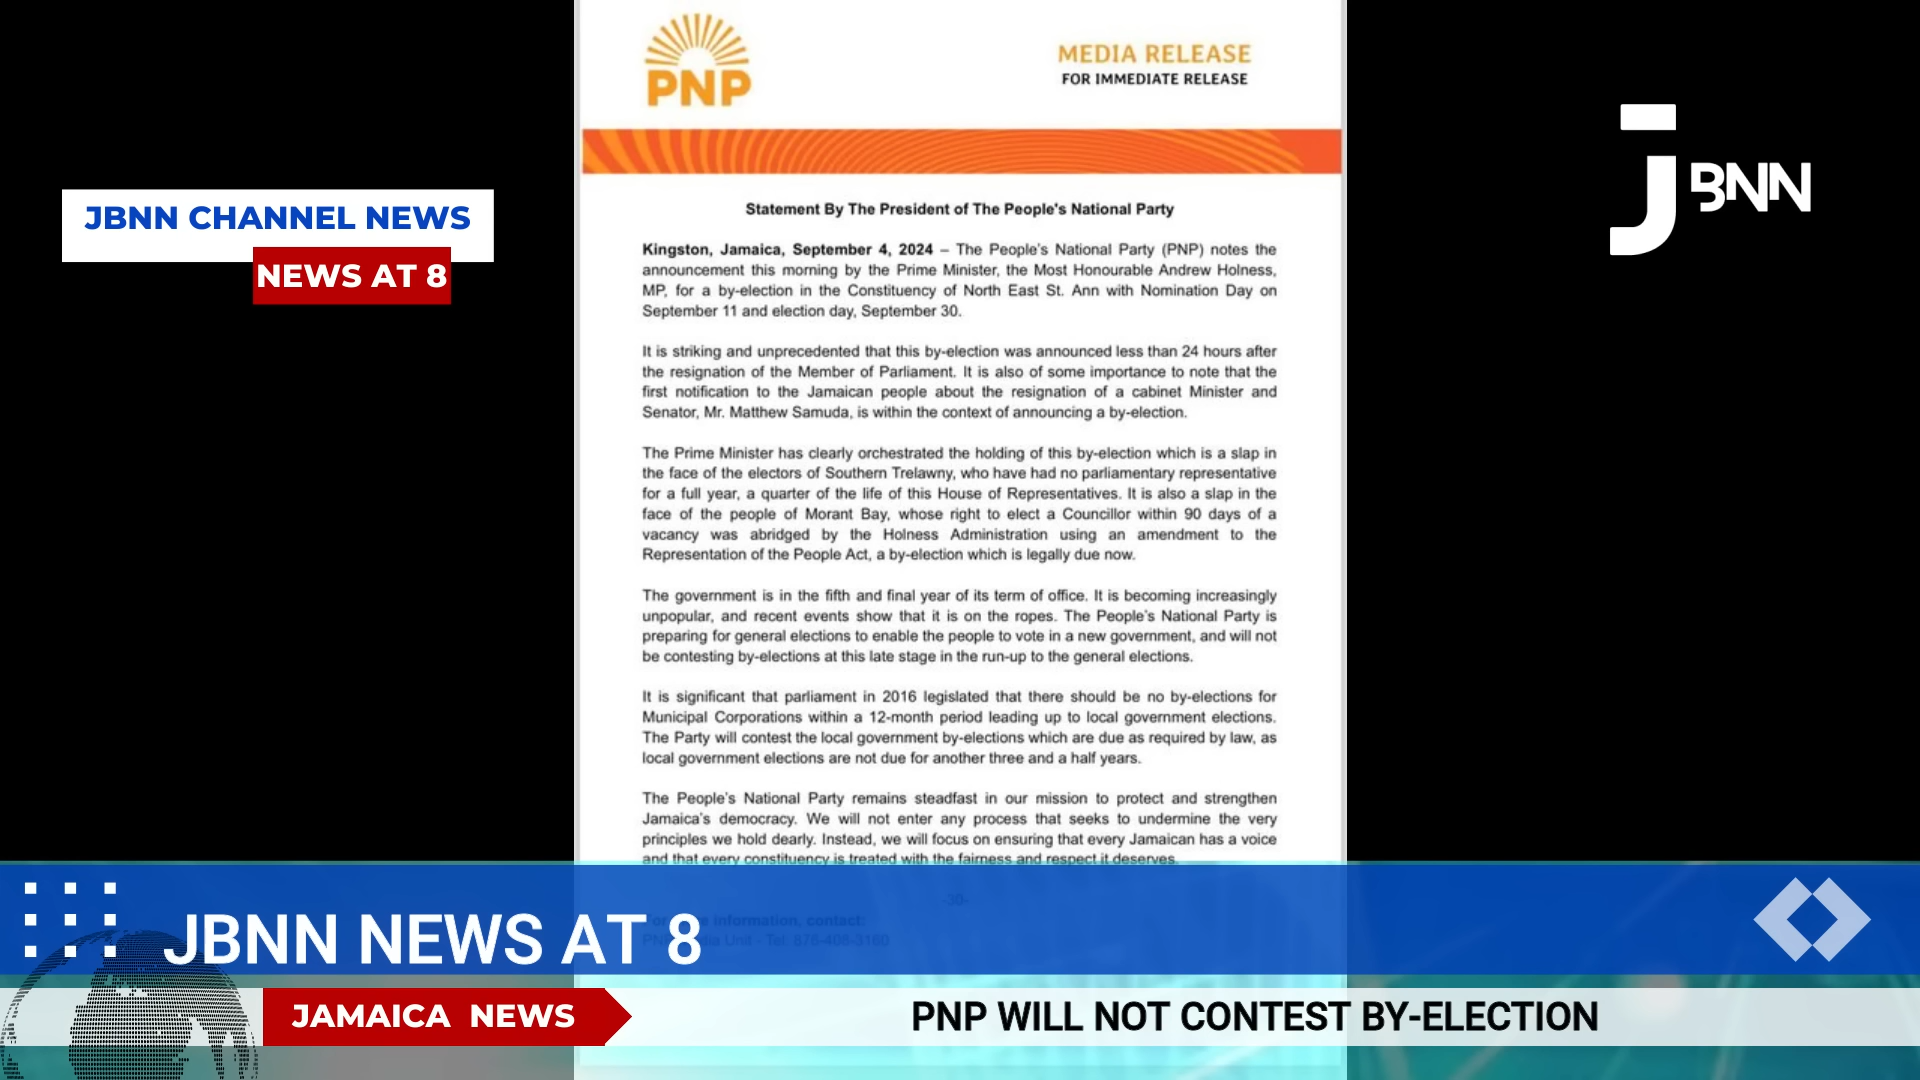 PNP
MEDIA RELEASE
FOR IMMEDIATE RELEASE
JBNN CHANNEL NEWS
NEWS AT 8
JBNN
Statement By The President of The People's National Party
Kingston, Jamaica, September 4, 2024 – The People's National Party (PNP) notes the
announcement this morning by the Prime Minister, the Most Honourable Andrew Holness,
MP, for a by-election in the Constituency of North East St. Ann with Nomination Day on
September 11 and election day, September 30.
It is striking and unprecedented that this by-election was announced less than 24 hours after
the resignation of the Member of Parliament. It is also of some importance to note that the
first notification to the Jamaican people about the resignation of a cabinet Minister and
Senator, Mr. Matthew Samuda, is within the context of announcing a by-election.
The Prime Minister has clearly orchestrated the holding of this by-election which is a slap in
the face of the electors of Southern Trelawny, who have had no parliamentary representative
for a full year, a quarter of the life of this House of Representatives. It is also a slap in the
face of the people of Morant Bay, whose right to elect a Councillor within 90 days of a
vacancy was abridged by the Holness Administration using an amendment to the
Representation of the People Act, a by-election which is legally due now.
The government is in the fifth and final year of its term of office. It is becoming increasingly
unpopular, and recent events show that it is on the ropes. The People's National Party is
preparing for general elections to enable the people to vote in a new government, and will not
be contesting by-elections at this late stage in the run-up to the general elections.
It is significant that parliament in 2016 legislated that there should be no by-elections for
Municipal Corporations within a 12-month period leading up to local government elections.
The Party will contest the local government by-elections which are due as required by law, as
local government elections are not due for another three and a half years.
The People's National Party remains steadfast in our mission to protect and strengthen
Jamaica's democracy. We will not enter any process that seeks to undermine the very
principles we hold dearly. Instead, we will focus on ensuring that every Jamaican has a voice
and that every constituency is treated with the fairness and respect it deserves.
-30-
information, contact:
Unit - Tel: 876-408-3160
JBNN NEWS AT 8
JAMAICA NEWS
PNP WILL NOT CONTEST BY-ELECTION